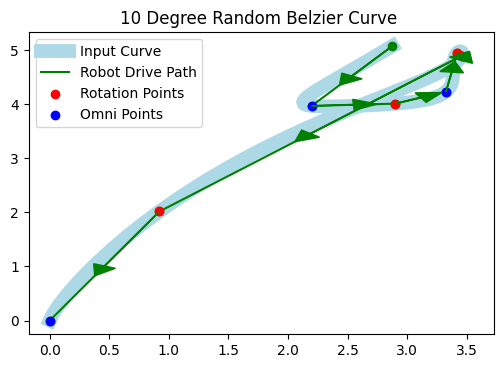 10 Degree Random Belzier Curve
Input Curve
Robot Drive Path
Rotation Points
Omni Points
5
4
3
2
1
0
0.0 0.5 1.0 1.5 2.0 2.5 3.0 3.5